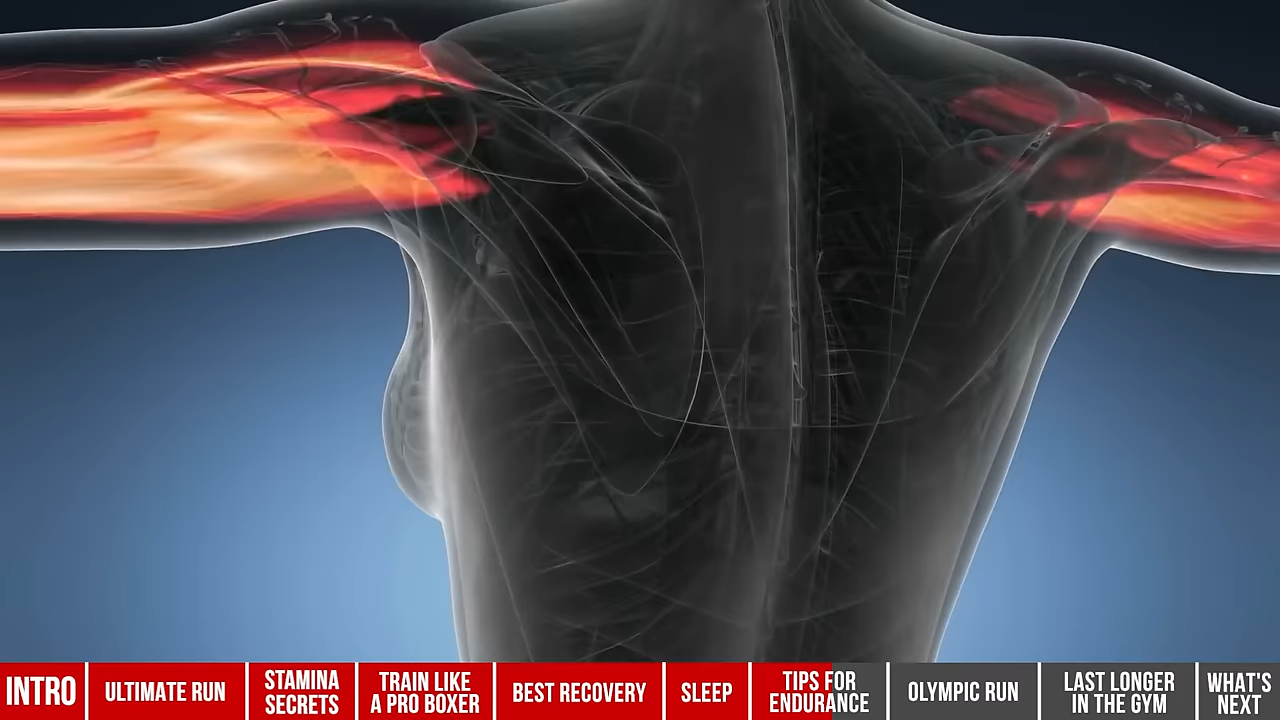 INTRO
ULTIMATE RUN
STAMINA
SECRETS
TRAIN LIKE
A PRO BOXER
BEST RECOVERY
SLEEP
TIPS FOR
ENDURANCE
OLYMPIC RUN
LAST LONGER
IN THE GYM
WHAT'S
NEXT